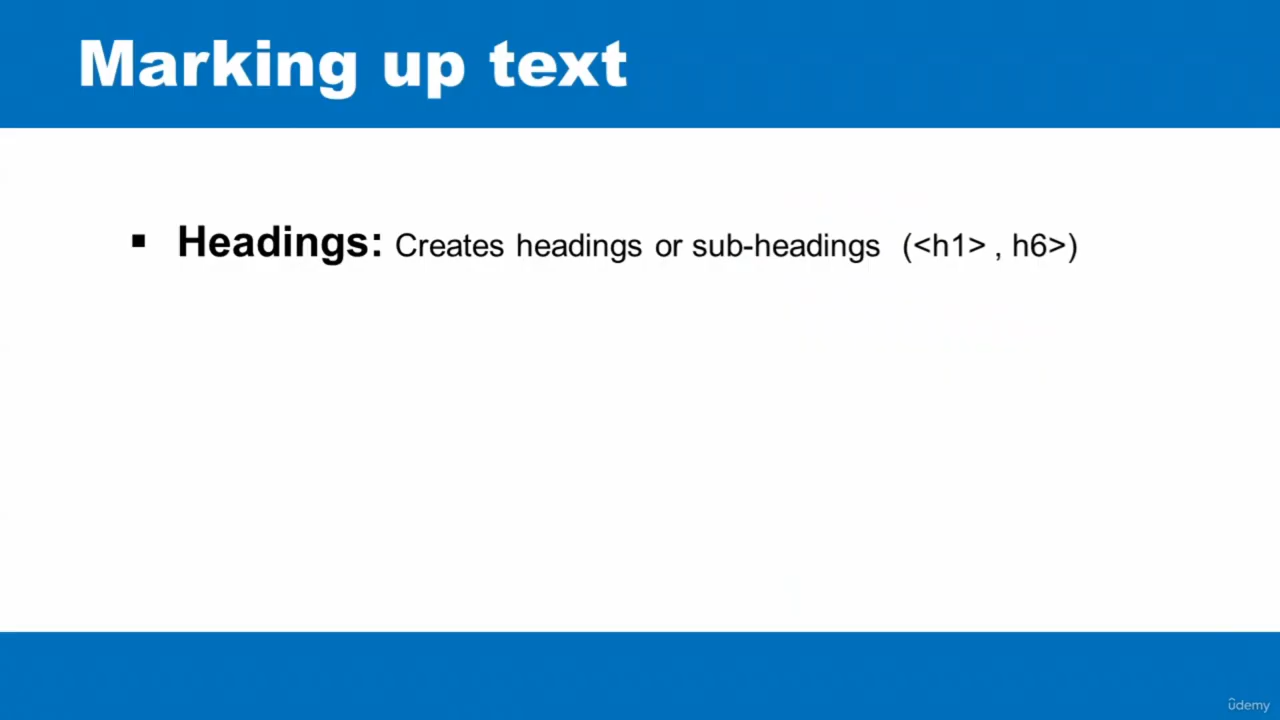 Marking up text
▪ Headings: Creates headings or sub-headings (<h1> , h6>)
ûdemy